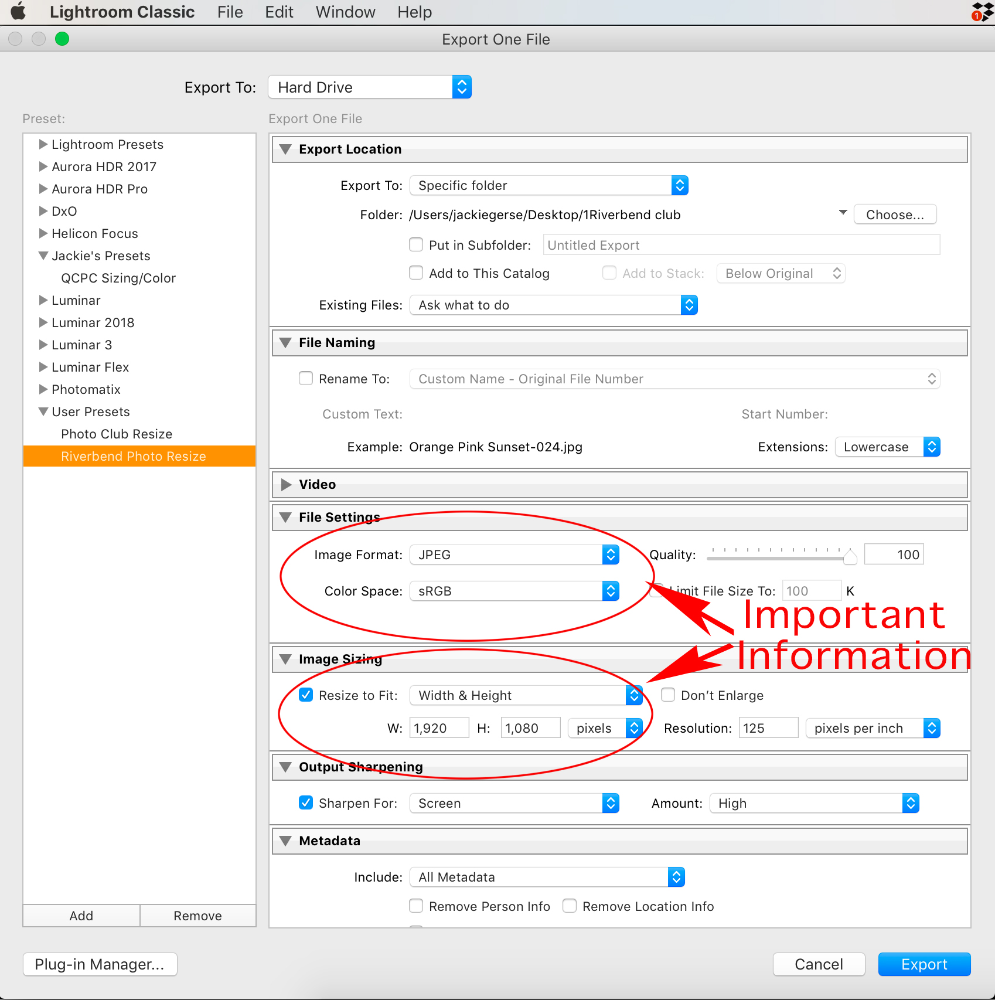 Lightroom Classic File Edit Window Help
1
Export One File
Export To: Hard Drive
Preset:
Lightroom Presets
Aurora HDR 2017
Aurora HDR Pro
DxO
Helicon Focus
Jackie's Presets
QCPC Sizing/Color
Luminar
Luminar 2018
Luminar 3
Luminar Flex
Photomatix
User Presets
Photo Club Resize
Riverbend Photo Resize
Add Remove
Export One File
Export Location
Export To: Specific folder
Folder: /Users/jackiegerse/Desktop/1Riverbend club Choose...
Put in Subfolder: Untitled Export
Add to This Catalog Add to Stack: Below Original
Existing Files: Ask what to do
File Naming
Rename To: Custom Name - Original File Number
Custom Text: Start Number:
Example: Orange Pink Sunset-024.jpg Extensions: Lowercase
Video
File Settings
Image Format: JPEG Quality: 100
Color Space: sRGB Limit File Size To: 100 K
Important
Information
Image Sizing
Resize to Fit: Width & Height Don't Enlarge
W: 1,920 H: 1,080 pixels Resolution: 125 pixels per inch
Output Sharpening
Sharpen For: Screen Amount: High
Metadata
Include: All Metadata
Remove Person Info Remove Location Info
Plug-in Manager... Cancel Export